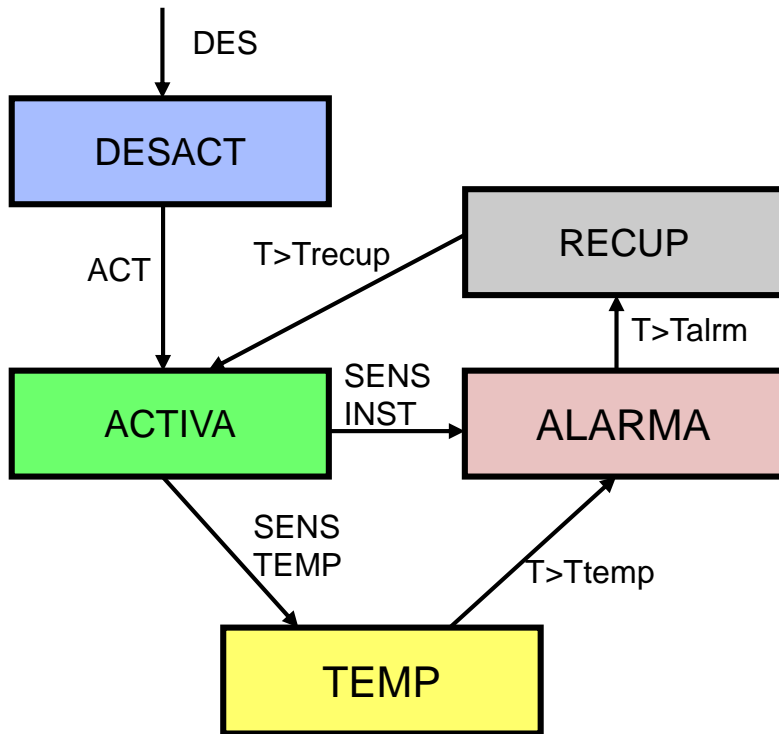 DES
DESACT
RECUP
T>Trecup
ACT
T>Talrm
SENS
INST
ACTIVA
ALARMA
SENS
TEMP
T>Ttemp
TEMP